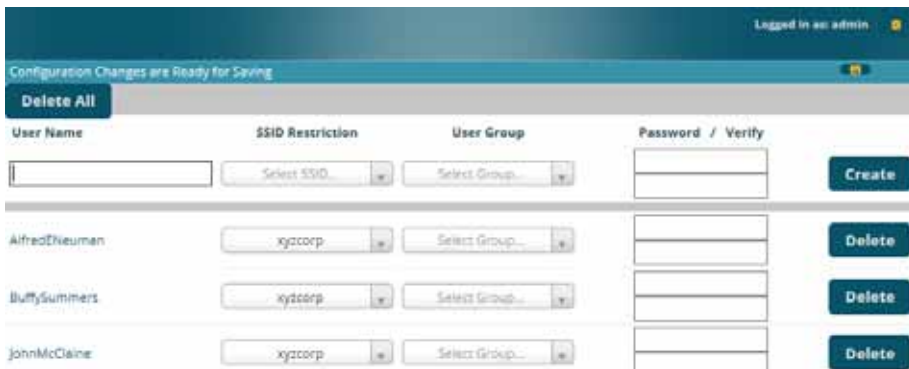 Logged in as: admin
Configuration Changes are Ready for Saving
Delete All
User Name SSID Restriction User Group Password / Verify
Select SSID... Select Group... Create
AlfredENeuman xyzcorp Select Group... Delete
BuffySummers xyzcorp Select Group... Delete
JohnMcClaine xyzcorp Select Group... Delete